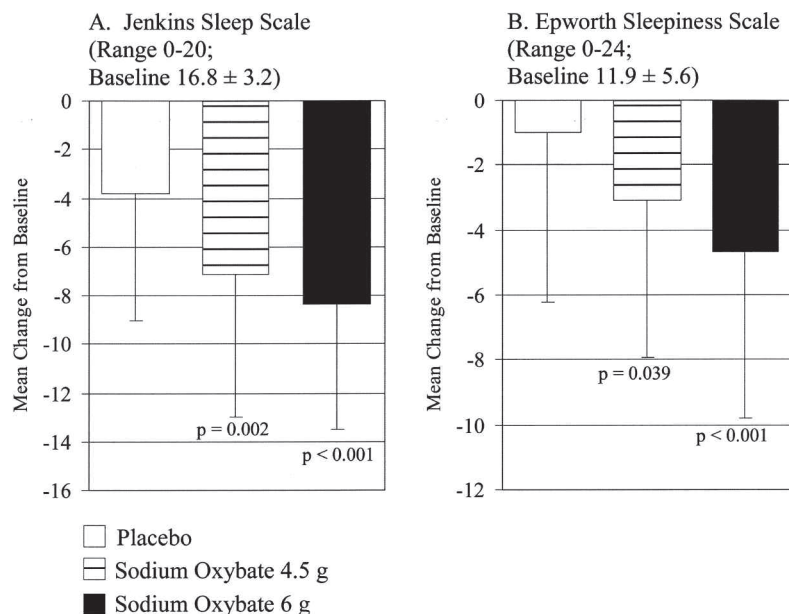 A. Jenkins Sleep Scale
(Range 0-20;
Baseline 16.8 ± 3.2)
0
-2
-4
-6
-8
-10
-12
-14
-16
Mean Change from Baseline
p = 0.002
p < 0.001
B. Epworth Sleepiness Scale
(Range 0-24;
Baseline 11.9 ± 5.6)
0
-2
-4
-6
-8
-10
-12
Mean Change from Baseline
p = 0.039
p < 0.001
Placebo
Sodium Oxybate 4.5 g
Sodium Oxybate 6 g